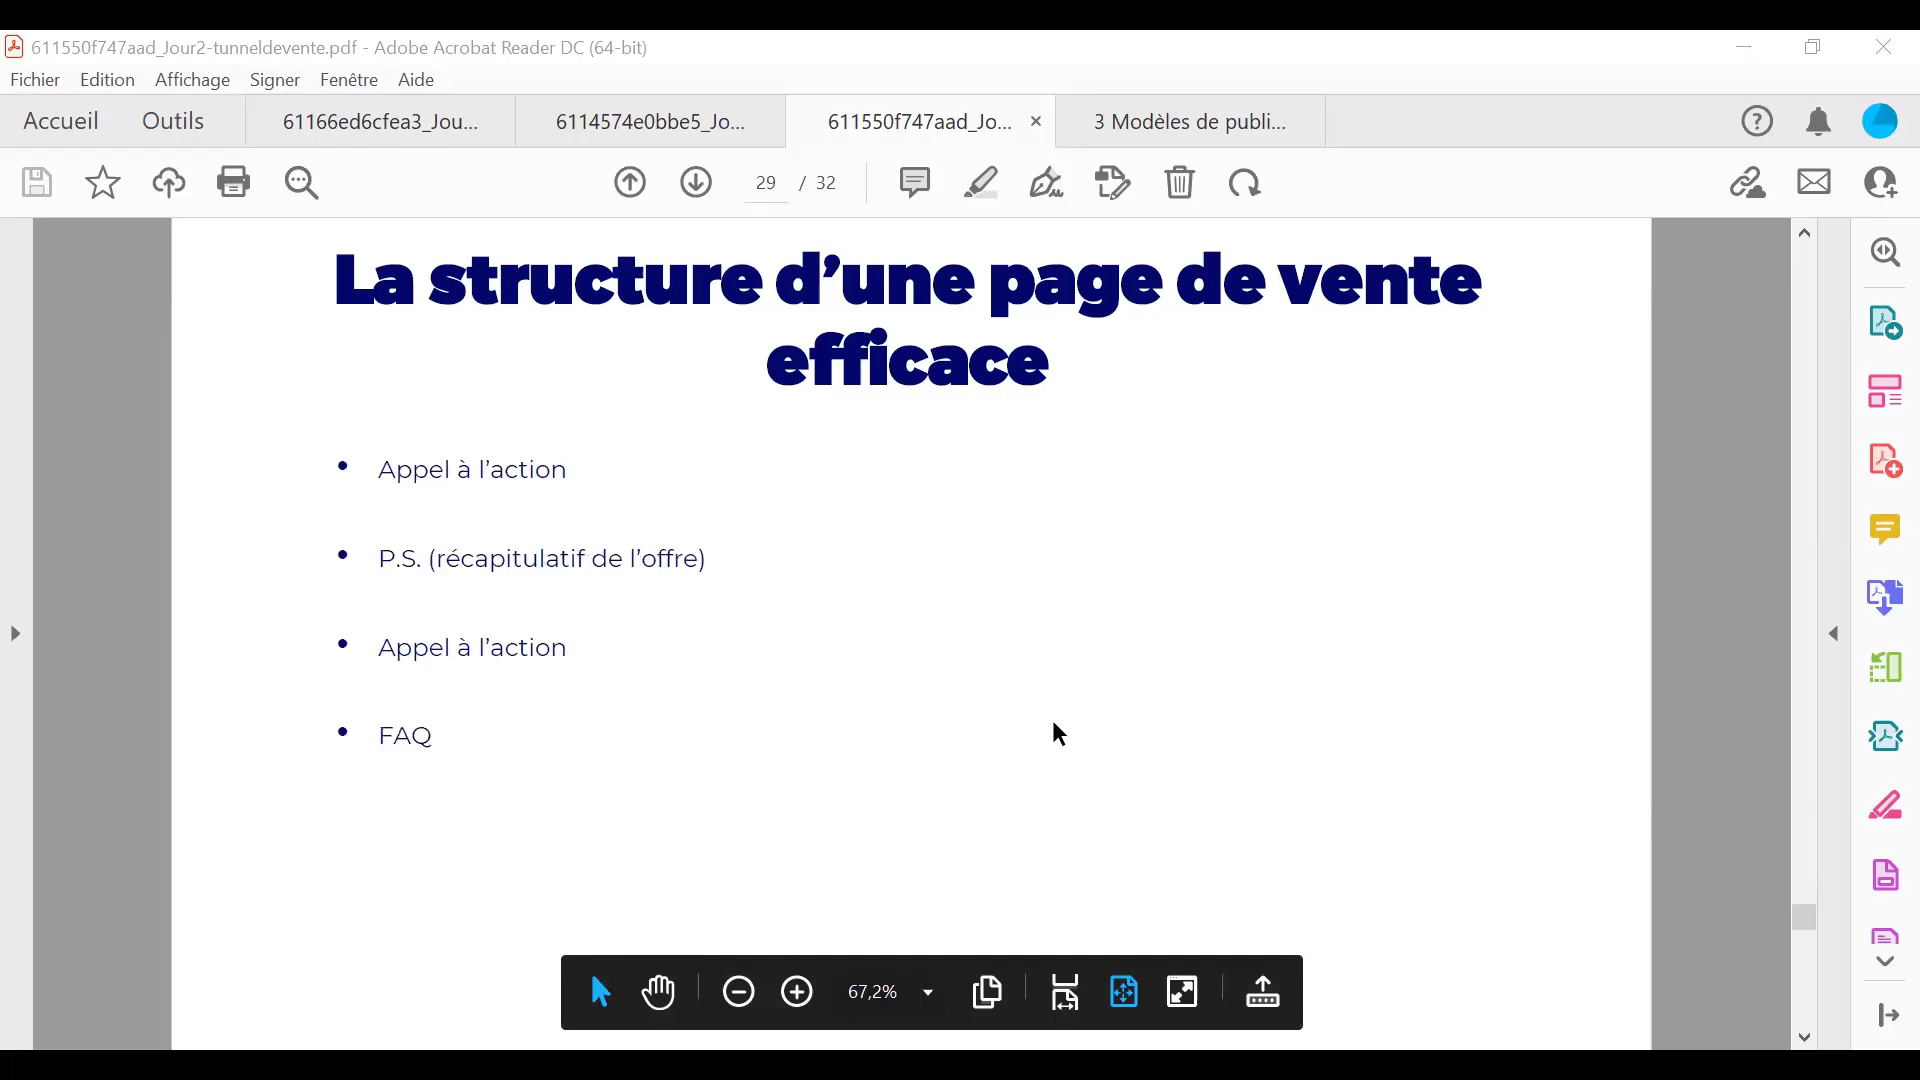 611550f747aad_Jour2-tunneldevente.pdf - Adobe Acrobat Reader DC (64-bit)
Fichier Edition Affichage Signer Fenêtre Aide
Accueil Outils 61166ed6cfea3_Jou... 6114574e0bbe5_Jo... 611550f747aad_Jo... × 3 Modèles de publi...
29 / 32
La structure d’une page de vente
efficace
• Appel à l’action
• P.S. (récapitulatif de l’offre)
• Appel à l’action
• FAQ
67,2%